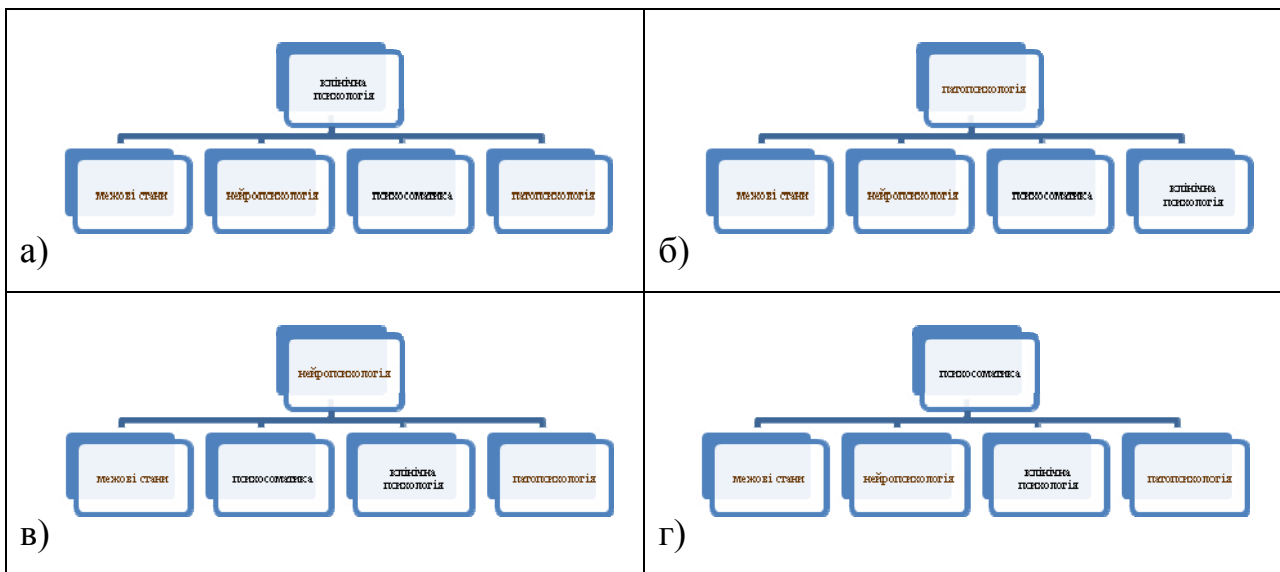 клінічна
психологія
межові стани
нейропсихологія
психосоматика
патопсихологія
а)
патопсихологія
межові стани
нейропсихологія
психосоматика
клінічна
психологія
б)
нейропсихологія
межові стани
психосоматика
клінічна
психологія
патопсихологія
в)
психосоматика
межові стани
нейропсихологія
клінічна
психологія
патопсихологія
г)